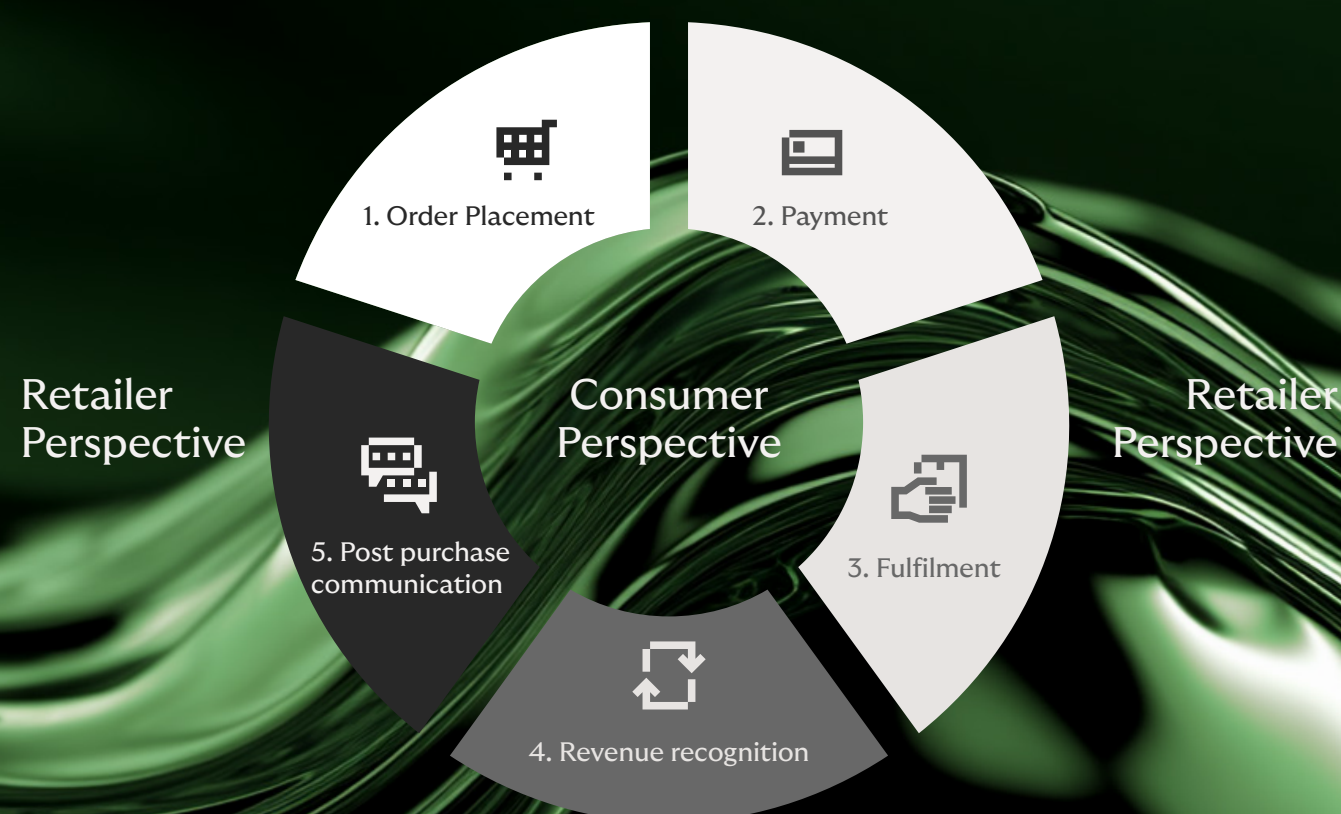 1. Order Placement
2. Payment
Retailer
Perspective
Consumer
Perspective
Retailer
Perspective
5. Post purchase
communication
3. Fulfilment
4. Revenue recognition